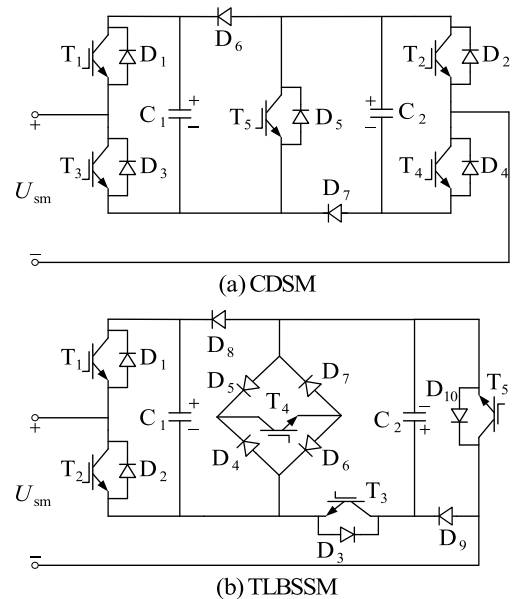 D₆
T₁ D₁ T₂ D₂
+ C₁ + − T₅ D₅ + − C₂
T₃ D₃ T₄ D₄
Uₛₘ D₇
−
(a) CDSM
D₈
T₁ D₁ D₅ D₇ T₅
T₄ D₁₀
+ C₁ + − C₂ − +
T₂ D₂ D₄ D₆
T₃
Uₛₘ D₃ D₉
−
(b) TLBSSM